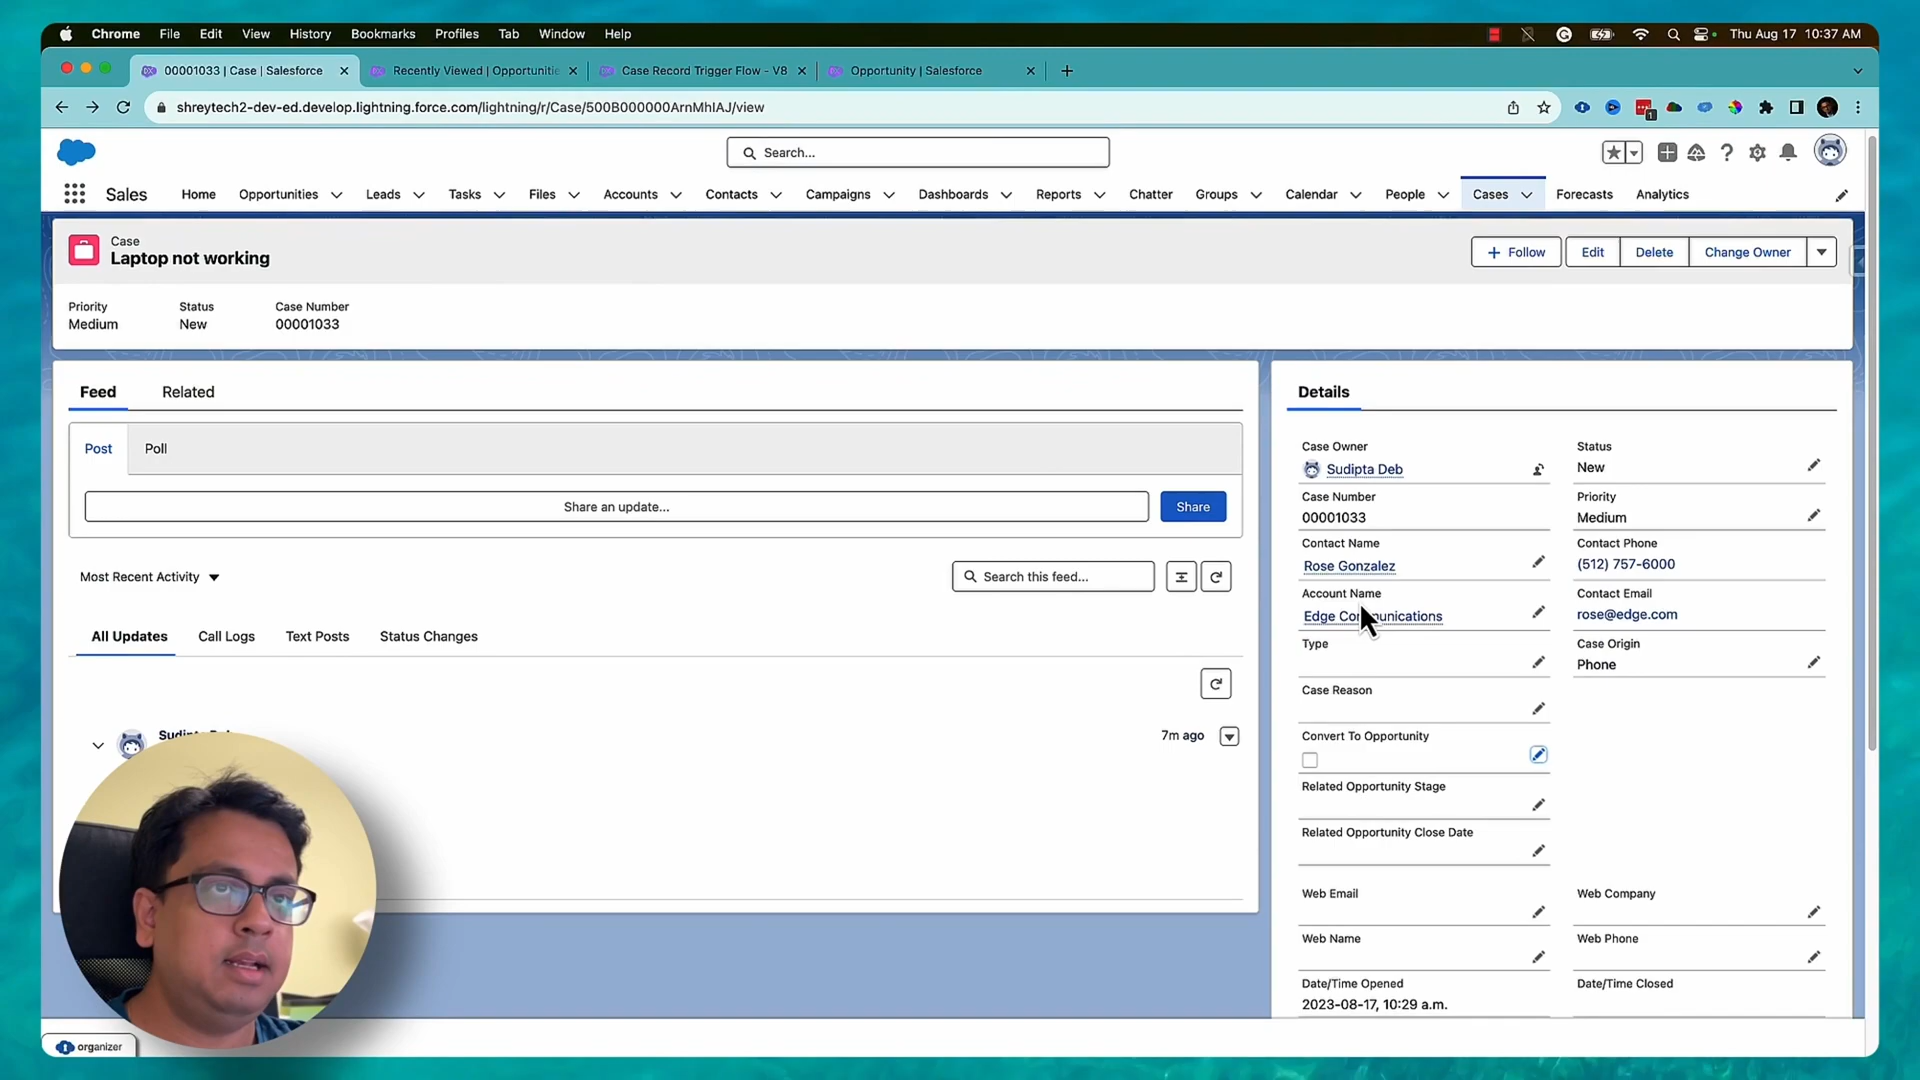 Chrome File Edit View History Bookmarks Profiles Tab Window Help Thu Aug 17 10:37 AM
00001033 | Case | Salesforce Recently Viewed | Opportunitie Case Record Trigger Flow - V8 Opportunity | Salesforce
shreytech2-dev-ed.develop.lightning.force.com/lightning/r/Case/500B000000ArnMhIAJ/view
1
Search...
Sales Home Opportunities Leads Tasks Files Accounts Contacts Campaigns Dashboards Reports Chatter Groups Calendar People Cases Forecasts Analytics
Case
Laptop not working
Follow Edit Delete Change Owner
Priority Status Case Number
Medium New 00001033
Feed Related
Post Poll
Share an update... Share
Most Recent Activity
Search this feed...
All Updates Call Logs Text Posts Status Changes
7m ago
Details
Case Owner Status
Sudipta Deb New
Case Number Priority
00001033 Medium
Contact Name Contact Phone
Rose Gonzalez (512) 757-6000
Account Name Contact Email
Edge Communications rose@edge.com
Type Case Origin
Phone
Case Reason
Convert To Opportunity
Related Opportunity Stage
Related Opportunity Close Date
Web Email Web Company
Web Name Web Phone
Date/Time Opened Date/Time Closed
2023-08-17, 10:29 a.m.
organizer